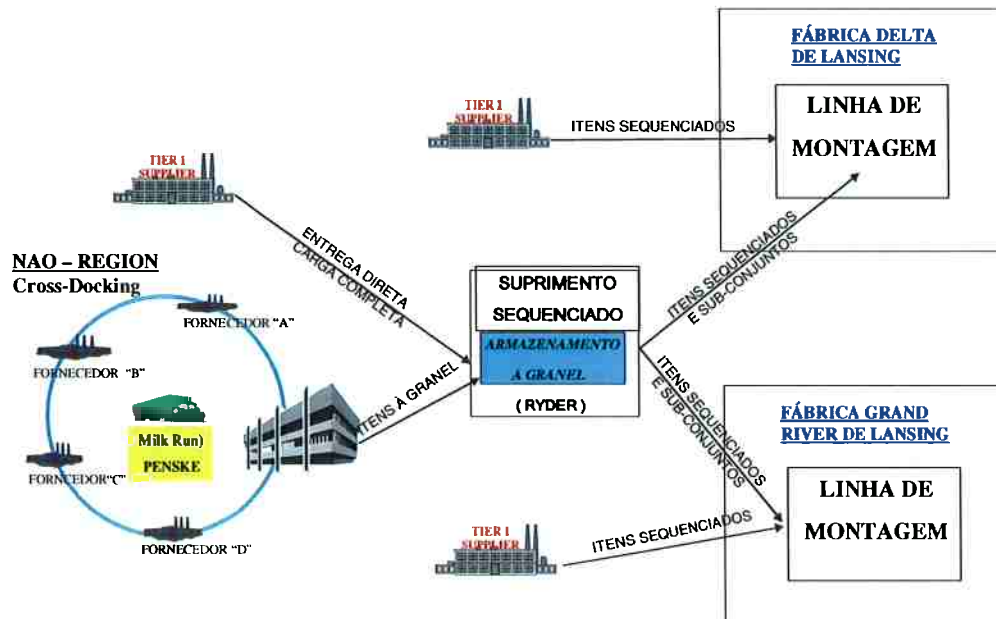 FÁBRICA DELTA
DE LANSING
LINHA DE
MONTAGEM
TIER 1
SUPPLIER
ITENS SEQUENCIADOS
TIER 1
SUPPLIER
ENTREGA DIRETA
CARGA COMPLETA
ITENS SEQUENCIADOS
E SUB-CONJUNTOS
NAO – REGION
Cross-Docking
FORNECEDOR "A"
FORNECEDOR "B"
Milk Run)
PENSKE
FORNCEDOR"C"
FORNECEDOR "D"
ITENS À GRANEL
SUPRIMENTO
SEQUENCIADO
ARMAZENAMENTO
A GRANEL
( RYDER )
ITENS SEQUENCIADOS
E SUB-CONJUNTOS
FÁBRICA GRAND
RIVER DE LANSING
LINHA DE
MONTAGEM
TIER 1
SUPPLIER
ITENS SEQUENCIADOS